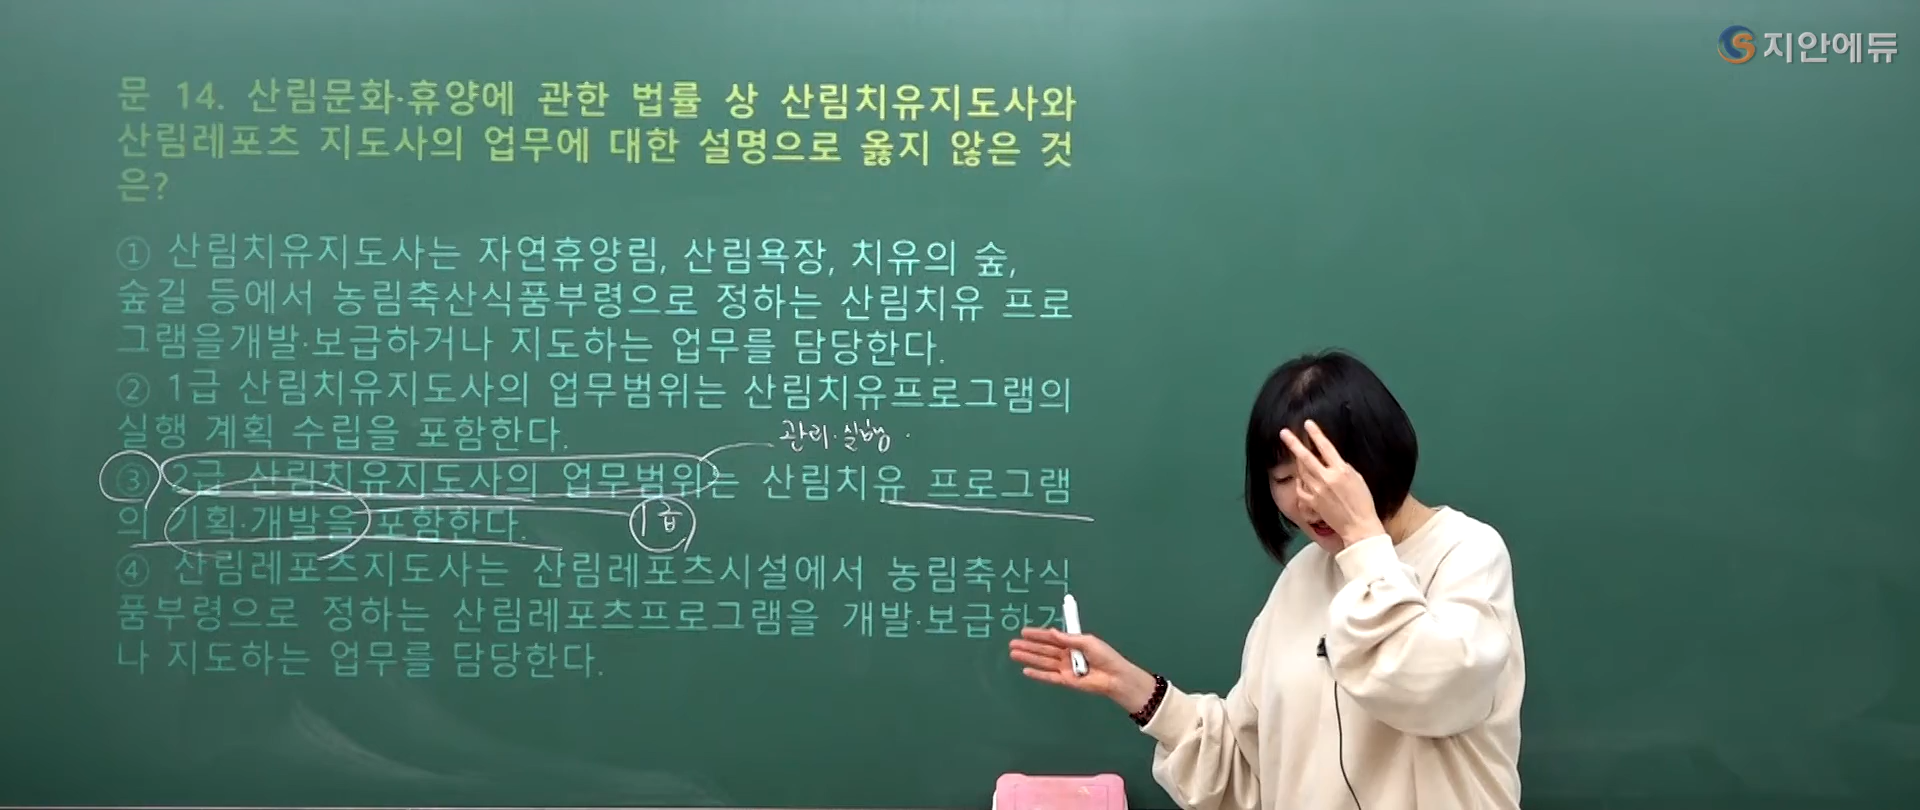 지안에듀
문 14. 산림문화·휴양에 관한 법률 상 산림치유지도사와
산림레포츠 지도사의 업무에 대한 설명으로 옳지 않은 것
은?
① 산림치유지도사는 자연휴양림, 산림욕장, 치유의 숲,
숲길 등에서 농림축산식품부령으로 정하는 산림치유 프로
그램을개발·보급하거나 지도하는 업무를 담당한다.
② 1급 산림치유지도사의 업무범위는 산림치유프로그램의
실행 계획 수립을 포함한다.
관리·실행
③ 2급 산림치유지도사의 업무범위는 산림치유 프로그램
의 기획·개발을 포함한다.
1급
④ 산림레포츠지도사는 산림레포츠시설에서 농림축산식
품부령으로 정하는 산림레포츠프로그램을 개발·보급하거
나 지도하는 업무를 담당한다.